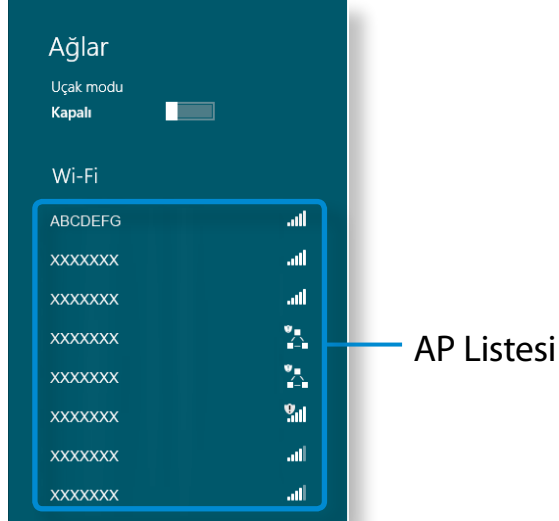 Ağlar
Uçak modu
Kapalı
Wi-Fi
ABCDEFG
XXXXXXX
XXXXXXX
XXXXXXX
XXXXXXX
XXXXXXX
XXXXXXX
XXXXXXX
AP Listesi